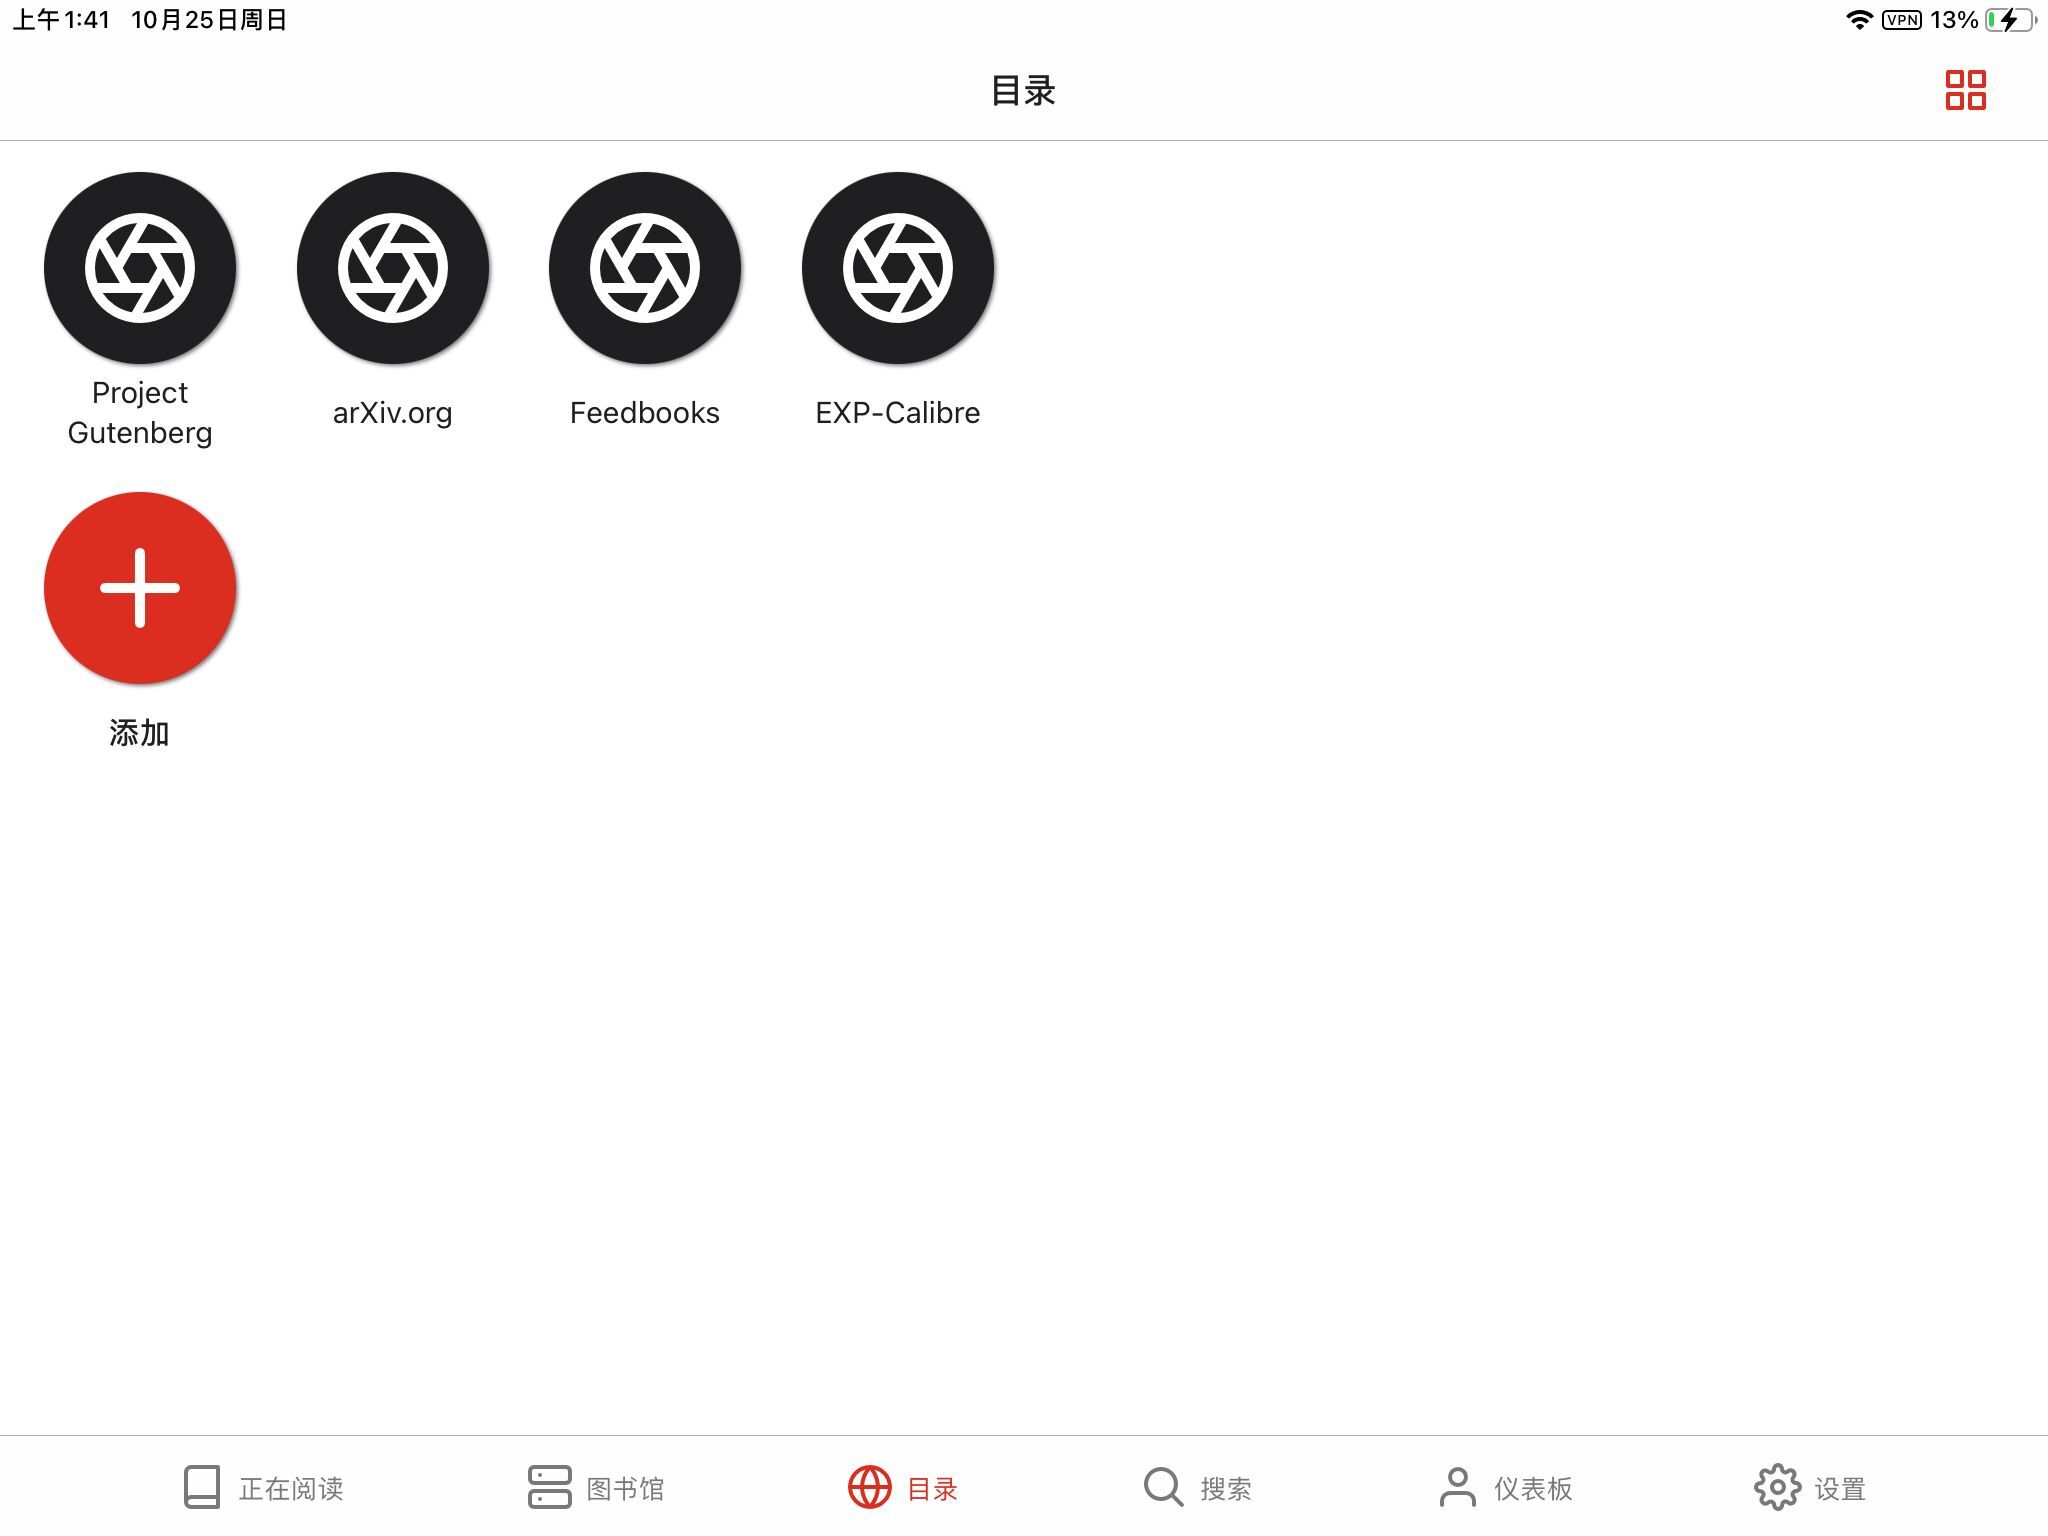 上午1:41 10月25日周日
VPN 13%
目录
Project
Gutenberg
arXiv.org
Feedbooks
EXP-Calibre
添加
正在阅读
图书馆
目录
搜索
仪表板
设置